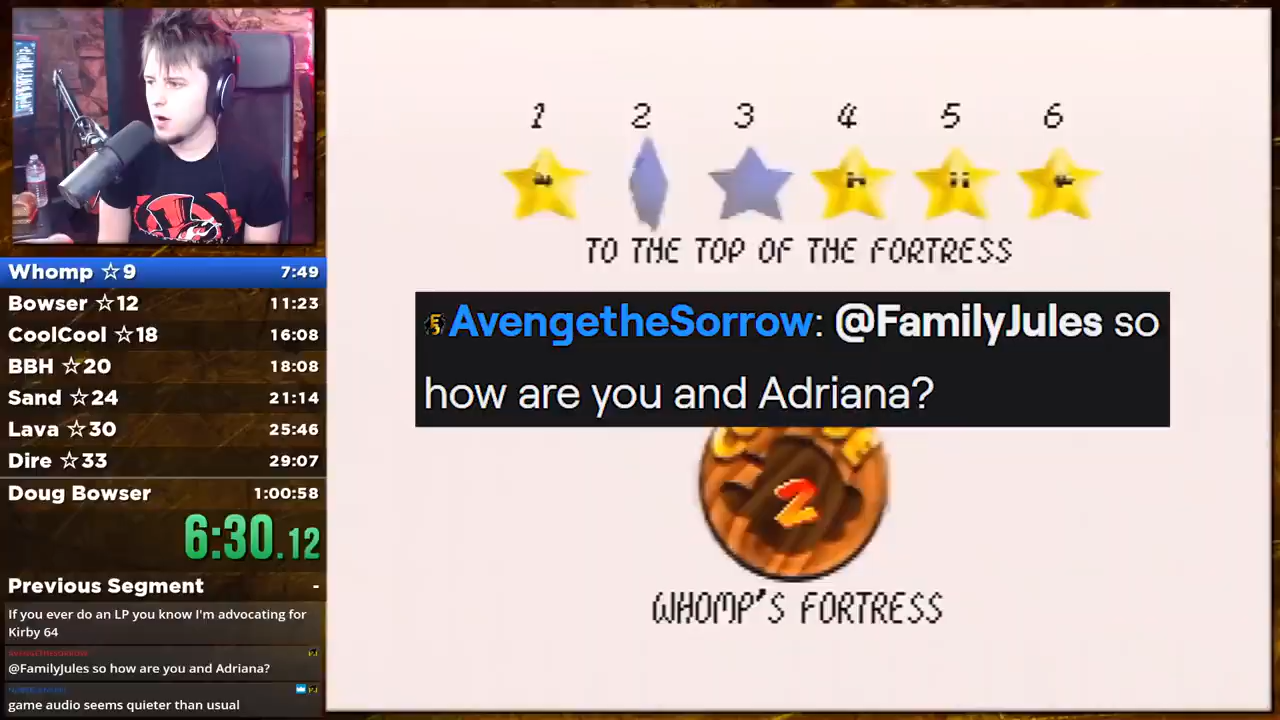 1 2 3 4 5 6
TO THE TOP OF THE FORTRESS
AvengetheSorrow: @FamilyJules so
how are you and Adriana?
2
WHOMP'S FORTRESS
Whomp ☆9 7:49
Bowser ☆12 11:23
CoolCool ☆18 16:08
BBH ☆20 18:08
Sand ☆24 21:14
Lava ☆30 25:46
Dire ☆33 29:07
Doug Bowser 1:00:58
6:30.12
Previous Segment -
If you ever do an LP you know I'm advocating for
Kirby 64
AVENGETHESORROW
@FamilyJules so how are you and Adriana?
game audio seems quieter than usual